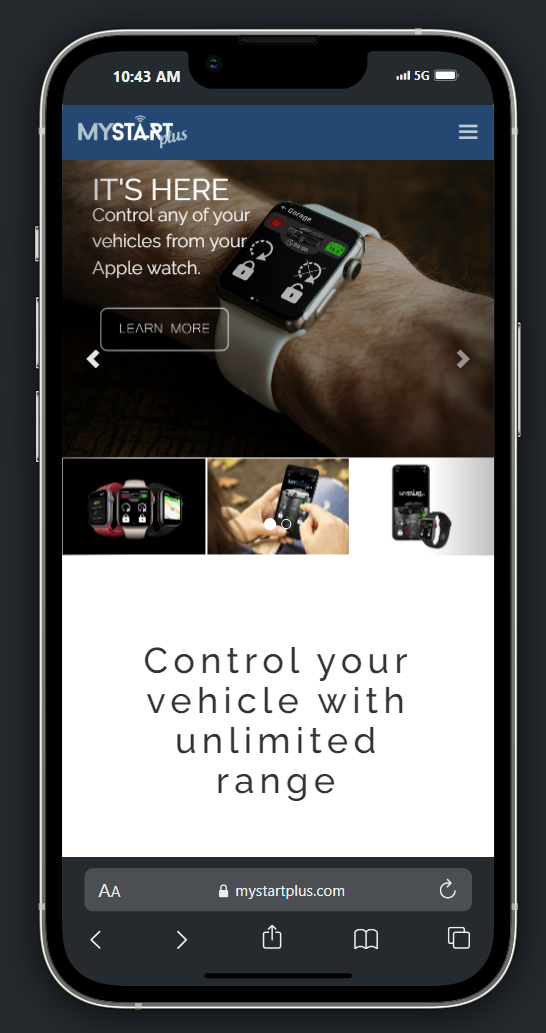 10:43 AM
5G
MYSTART
plus
IT'S HERE
Control any of your
vehicles from your
Apple watch.
LEARN MORE
Garage
Control your
vehicle with
unlimited
range
AA
mystartplus.com